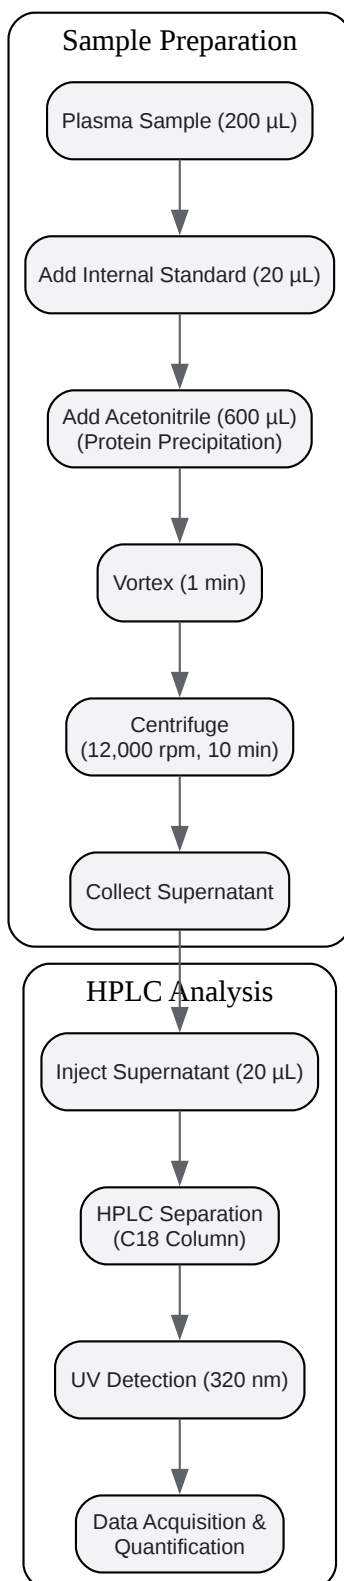 Sample Preparation
Plasma Sample (200 µL)
Add Internal Standard (20 µL)
Add Acetonitrile (600 µL)
(Protein Precipitation)
Vortex (1 min)
Centrifuge
(12,000 rpm, 10 min)
Collect Supernatant
HPLC Analysis
Inject Supernatant (20 µL)
HPLC Separation
(C18 Column)
UV Detection (320 nm)
Data Acquisition &
Quantification